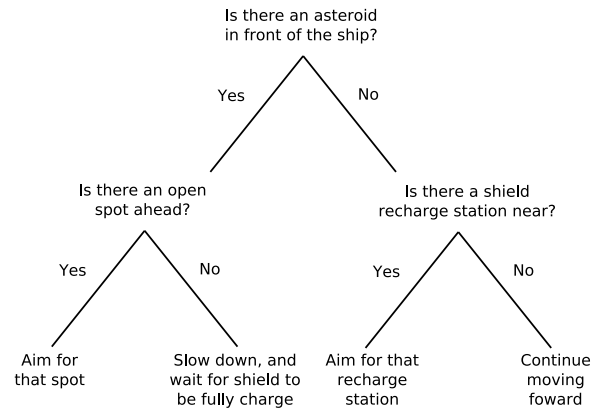 Is there an asteroid
in front of the ship?
Yes
No
Is there an open
spot ahead?
Is there a shield
recharge station near?
Yes
No
Yes
No
Aim for
that spot
Slow down, and
wait for shield to
be fully charge
Aim for that
recharge
station
Continue
moving
foward